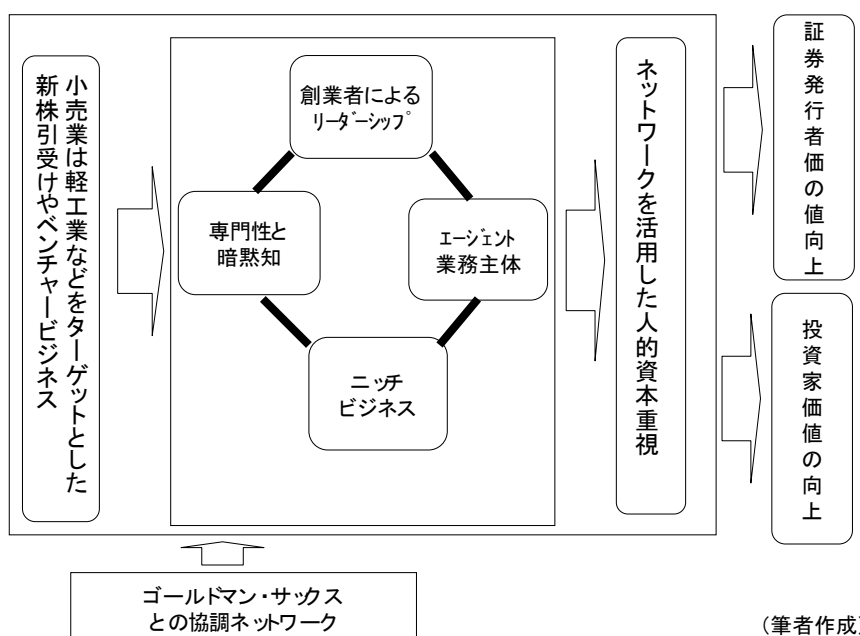 小売業は軽工業などをターゲットとした
新株引受けやベンチャービジネス
創業者による
リーダーシップ
専門性と
暗黙知
エージェント
業務主体
ニッチ
ビジネス
ネットワークを活用した人的資本重視
証券発行者価の値向上
投資家価値の向上
ゴールドマン・サックス
との協調ネットワーク
(筆者作成)